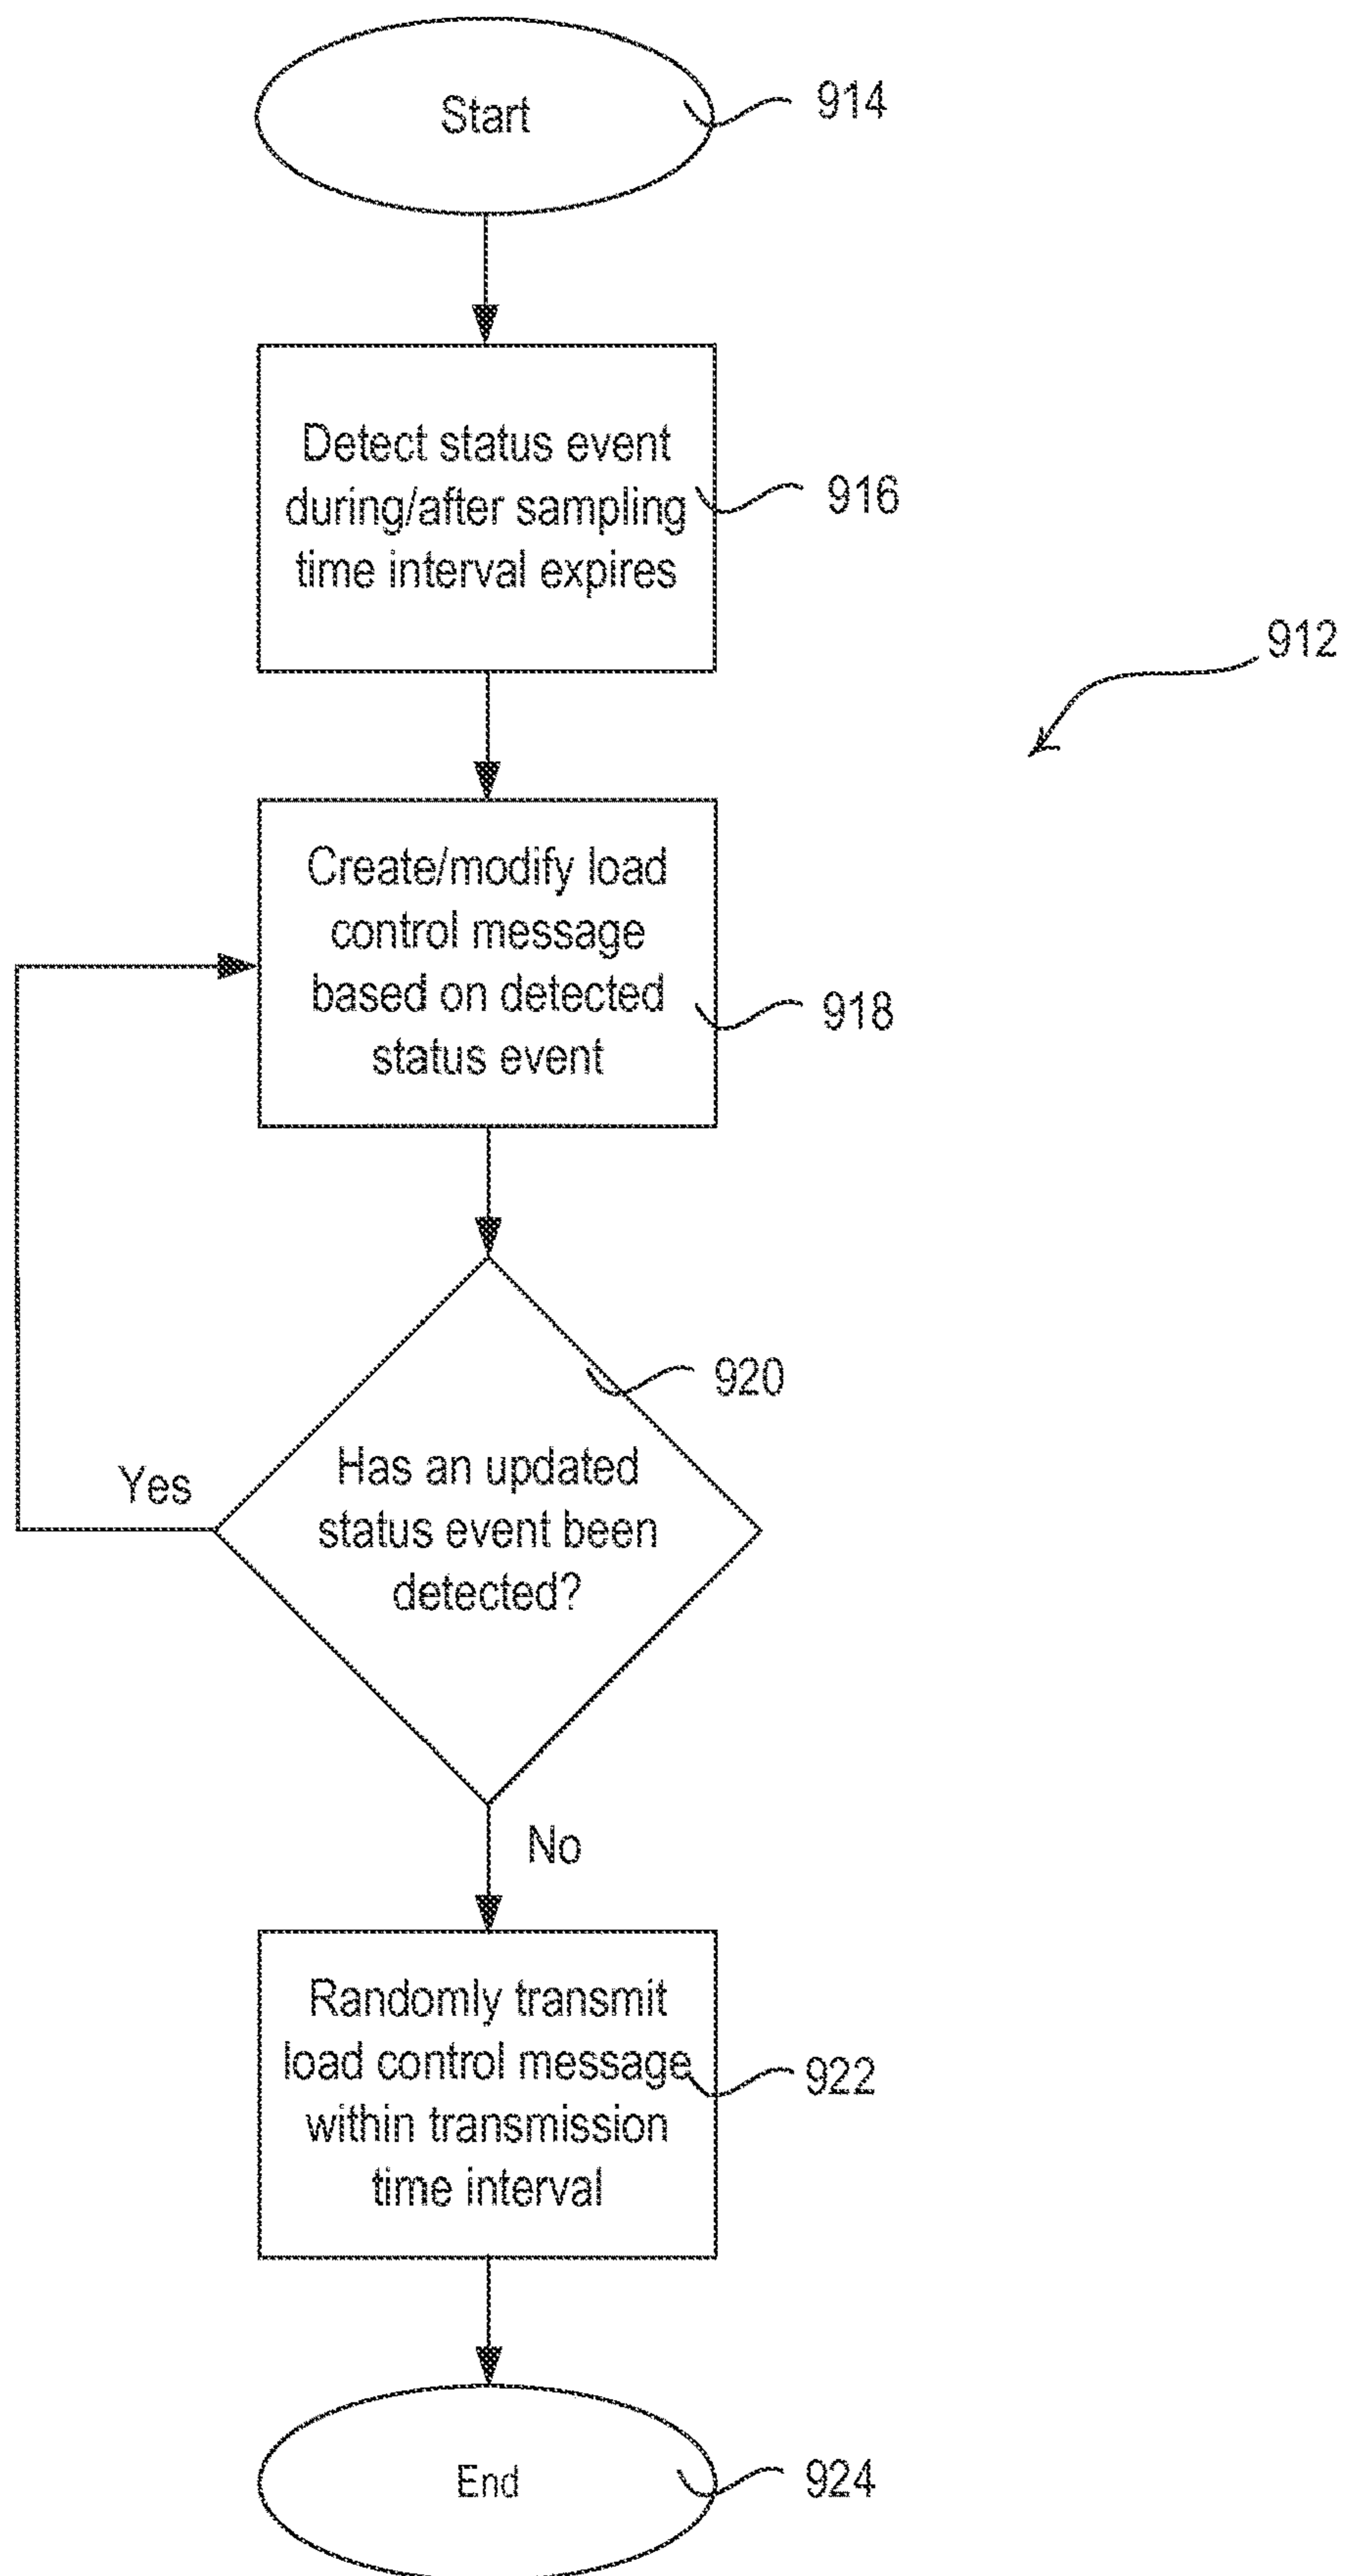 Start
914
Detect status event
during/after sampling
time interval expires
916
912
Create/modify load
control message
based on detected
status event
918
920
Has an updated
status event been
detected?
Yes
No
Randomly transmit
load control message
within transmission
time interval
922
End
924